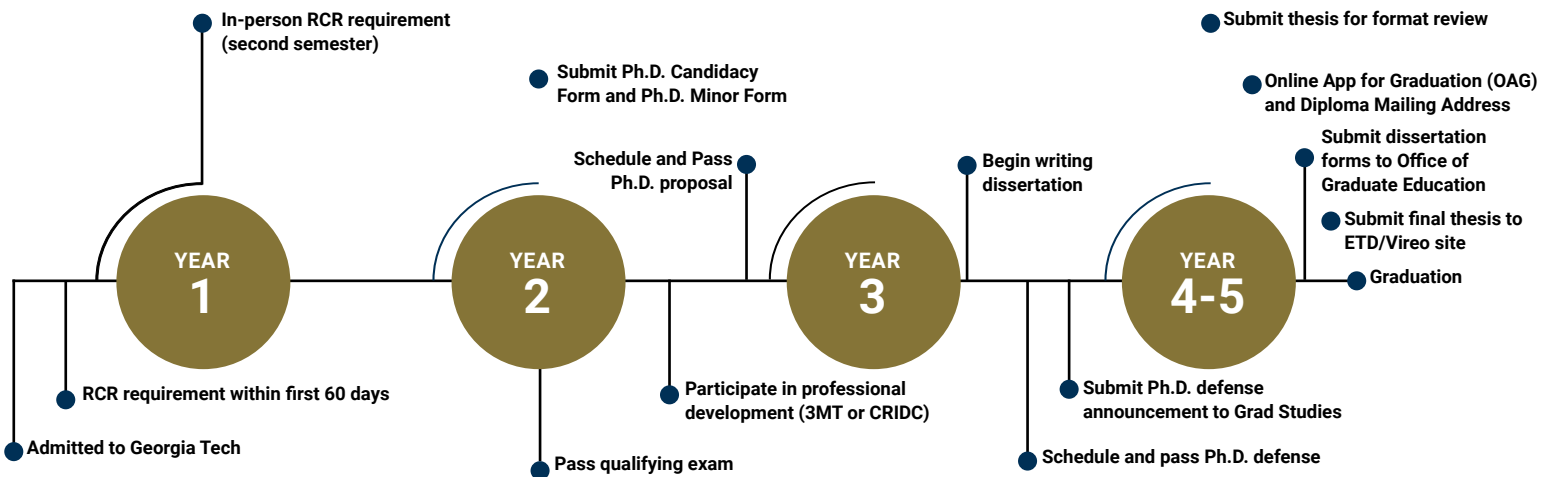 In-person RCR requirement
(second semester)
Submit Ph.D. Candidacy
Form and Ph.D. Minor Form
Schedule and Pass
Ph.D. proposal
Begin writing
dissertation
Submit thesis for format review
Online App for Graduation (OAG)
and Diploma Mailing Address
Submit dissertation
forms to Office of
Graduate Education
Submit final thesis to
ETD/Vireo site
Graduation
YEAR
1
YEAR
2
YEAR
3
YEAR
4-5
RCR requirement within first 60 days
Admitted to Georgia Tech
Pass qualifying exam
Participate in professional
development (3MT or CRIDC)
Submit Ph.D. defense
announcement to Grad Studies
Schedule and pass Ph.D. defense